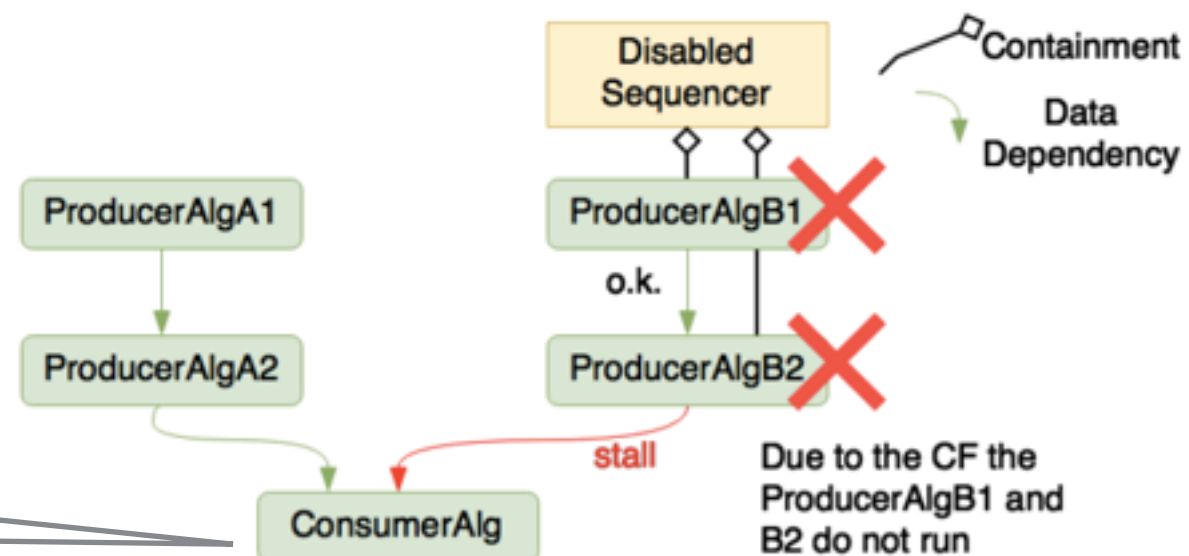 Disabled
Sequencer
Containment
Data
Dependency
ProducerAlgA1
ProducerAlgB1
o.k.
ProducerAlgA2
ProducerAlgB2
stall
Due to the CF the
ProducerAlgB1 and
B2 do not run
ConsumerAlg